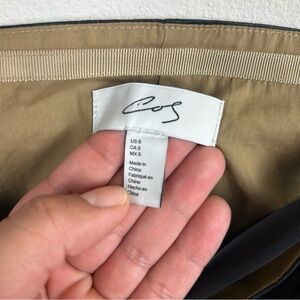 COS
US 8
CA 8
MX 8
Made in
China
Fabriqué en
Chine
Hecho en
China